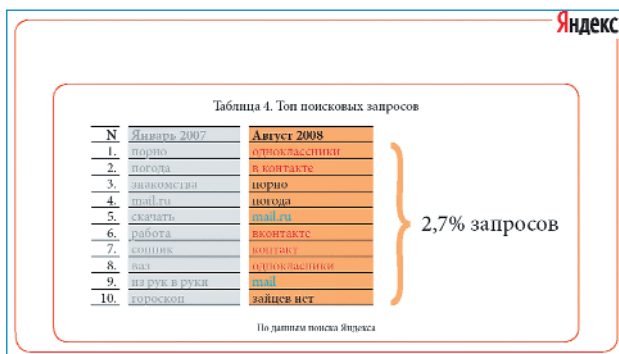 Яндекс
Таблица 4. Топ поисковых запросов
N Январь 2007 Август 2008
1. порно одноклассники
2. погода в контакте
3. знакомства порно
4. mail.ru погода
5. скачать mail.ru
6. работа вконтакте
7. сонник контакт
8. ваз однокласники
9. из рук в руки mail
10. гороскоп зайцев нет
2,7% запросов
По данным поиска Яндекса